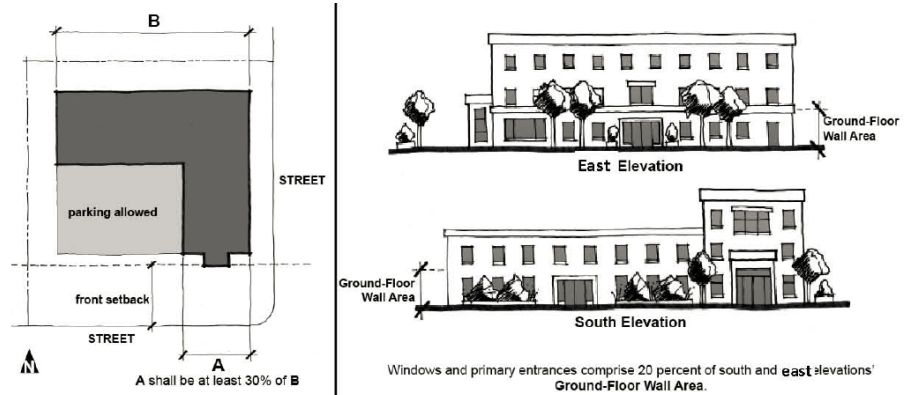 B
STREET
parking allowed
front setback
STREET
N
A
A shall be at least 30% of B
Ground-Floor
Wall Area
East Elevation
Ground-Floor
Wall Area
South Elevation
Windows and primary entrances comprise 20 percent of south and east elevations'
Ground-Floor Wall Area.